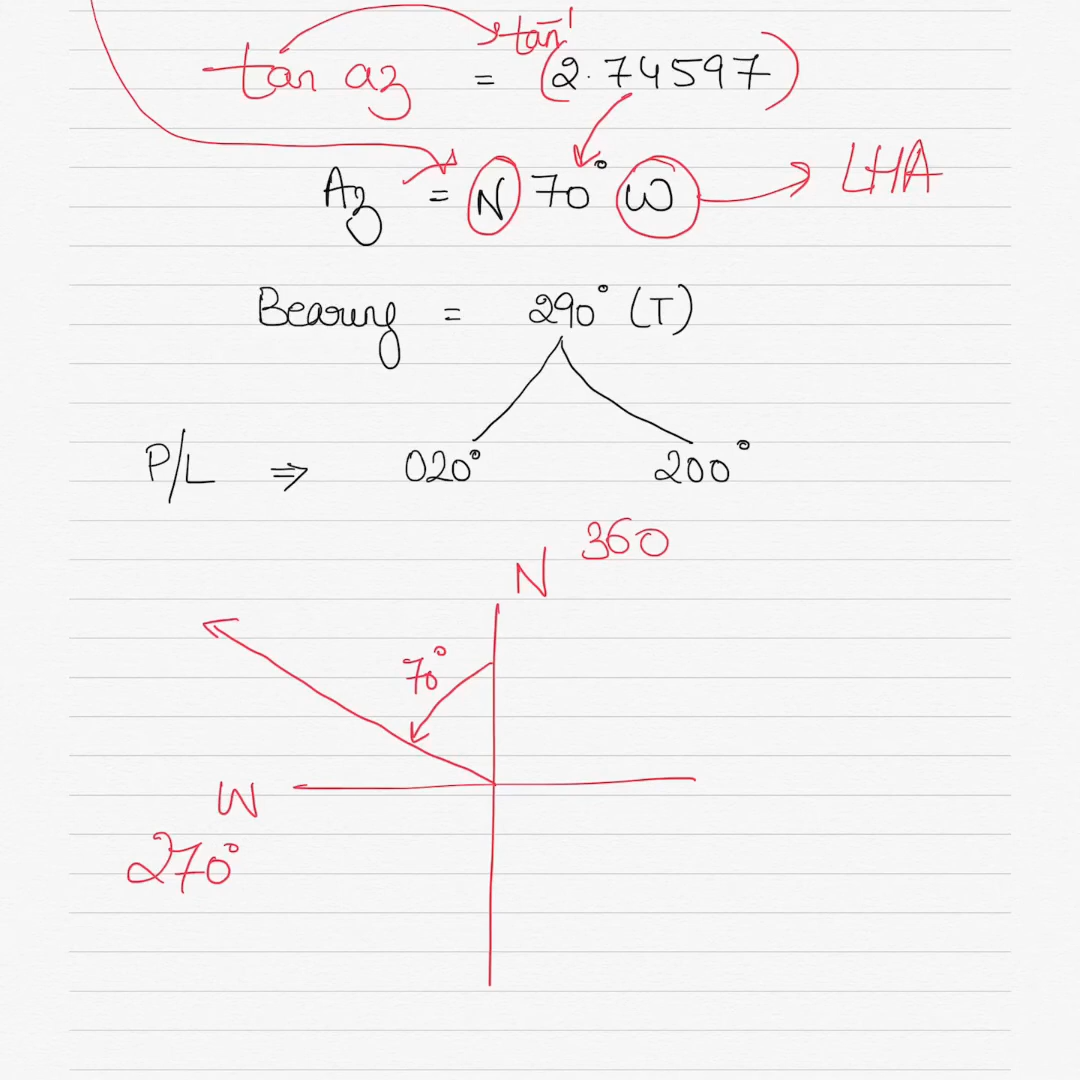 tan⁻¹
tan az = (2.74597)
Az = N 70° W → LHA
Bearing = 290° (T)
P/L ⇒ 020° 200°
N 360
70°
W
270°